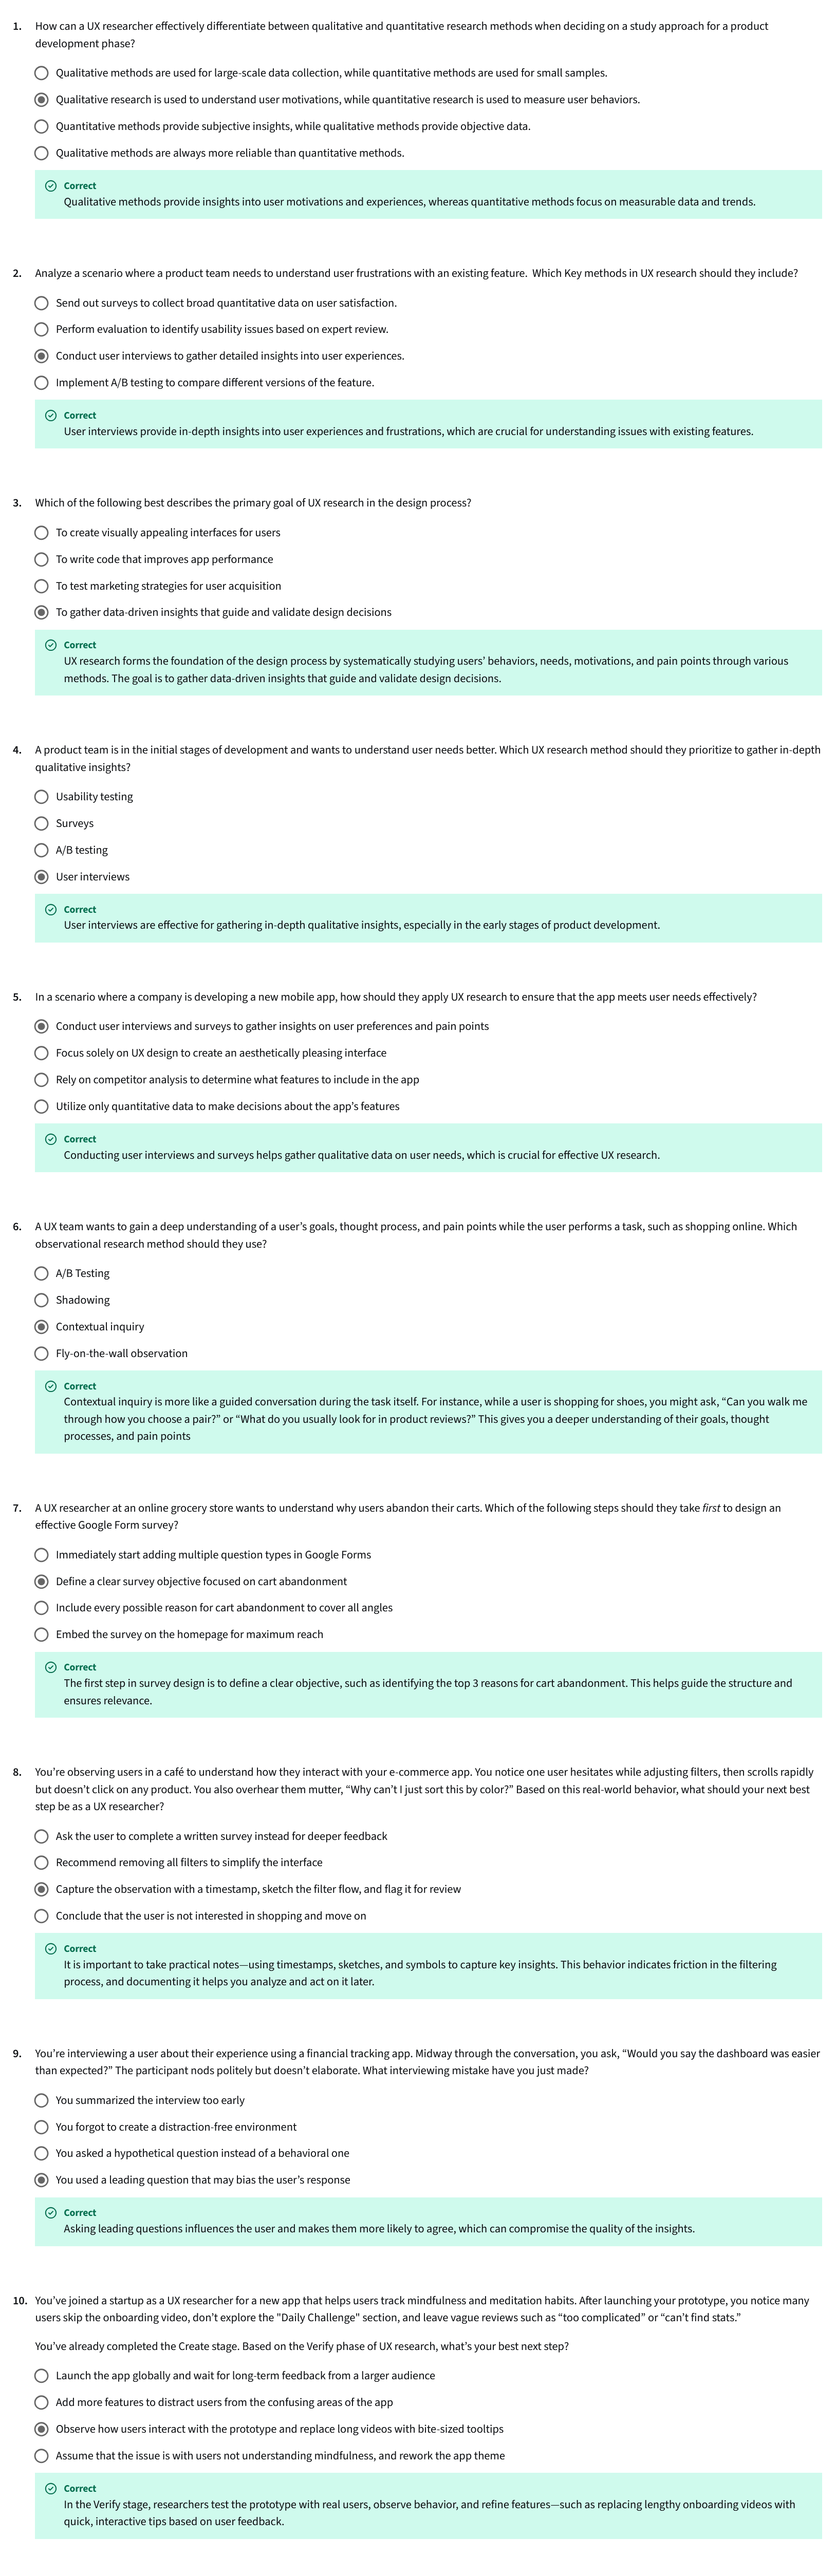 1. How can a UX researcher effectively differentiate between qualitative and quantitative research methods when deciding on a study approach for a product
development phase?
Qualitative methods are used for large-scale data collection, while quantitative methods are used for small samples.
Qualitative research is used to understand user motivations, while quantitative research is used to measure user behaviors.
Quantitative methods provide subjective insights, while qualitative methods provide objective data.
Qualitative methods are always more reliable than quantitative methods.
Correct
Qualitative methods provide insights into user motivations and experiences, whereas quantitative methods focus on measurable data and trends.
2. Analyze a scenario where a product team needs to understand user frustrations with an existing feature. Which Key methods in UX research should they include?
Send out surveys to collect broad quantitative data on user satisfaction.
Perform evaluation to identify usability issues based on expert review.
Conduct user interviews to gather detailed insights into user experiences.
Implement A/B testing to compare different versions of the feature.
Correct
User interviews provide in-depth insights into user experiences and frustrations, which are crucial for understanding issues with existing features.
3. Which of the following best describes the primary goal of UX research in the design process?
To create visually appealing interfaces for users
To write code that improves app performance
To test marketing strategies for user acquisition
To gather data-driven insights that guide and validate design decisions
Correct
UX research forms the foundation of the design process by systematically studying users' behaviors, needs, motivations, and pain points through various
methods. The goal is to gather data-driven insights that guide and validate design decisions.
4. A product team is in the initial stages of development and wants to understand user needs better. Which UX research method should they prioritize to gather in-depth
qualitative insights?
Usability testing
Surveys
A/B testing
User interviews
Correct
User interviews are effective for gathering in-depth qualitative insights, especially in the early stages of product development.
5. In a scenario where a company is developing a new mobile app, how should they apply UX research to ensure that the app meets user needs effectively?
Conduct user interviews and surveys to gather insights on user preferences and pain points
Focus solely on UX design to create an aesthetically pleasing interface
Rely on competitor analysis to determine what features to include in the app
Utilize only quantitative data to make decisions about the app's features
Correct
Conducting user interviews and surveys helps gather qualitative data on user needs, which is crucial for effective UX research.
6. A UX team wants to gain a deep understanding of a user's goals, thought process, and pain points while the user performs a task, such as shopping online. Which
observational research method should they use?
A/B Testing
Shadowing
Contextual inquiry
Fly-on-the-wall observation
Correct
Contextual inquiry is more like a guided conversation during the task itself. For instance, while a user is shopping for shoes, you might ask, “Can you walk me
through how you choose a pair?” or “What do you usually look for in product reviews?” This gives you a deeper understanding of their goals, thought
processes, and pain points
7. A UX researcher at an online grocery store wants to understand why users abandon their carts. Which of the following steps should they take first to design an
effective Google Form survey?
Immediately start adding multiple question types in Google Forms
Define a clear survey objective focused on cart abandonment
Include every possible reason for cart abandonment to cover all angles
Embed the survey on the homepage for maximum reach
Correct
The first step in survey design is to define a clear objective, such as identifying the top 3 reasons for cart abandonment. This helps guide the structure and
ensures relevance.
8. You’re observing users in a café to understand how they interact with your e-commerce app. You notice one user hesitates while adjusting filters, then scrolls rapidly
but doesn’t click on any product. You also overhear them mutter, “Why can’t I just sort this by color?” Based on this real-world behavior, what should your next best
step be as a UX researcher?
Ask the user to complete a written survey instead for deeper feedback
Recommend removing all filters to simplify the interface
Capture the observation with a timestamp, sketch the filter flow, and flag it for review
Conclude that the user is not interested in shopping and move on
Correct
It is important to take practical notes—using timestamps, sketches, and symbols to capture key insights. This behavior indicates friction in the filtering
process, and documenting it helps you analyze and act on it later.
9. You’re interviewing a user about their experience using a financial tracking app. Midway through the conversation, you ask, “Would you say the dashboard was easier
than expected?” The participant nods politely but doesn’t elaborate. What interviewing mistake have you just made?
You summarized the interview too early
You forgot to create a distraction-free environment
You asked a hypothetical question instead of a behavioral one
You used a leading question that may bias the user’s response
Correct
Asking leading questions influences the user and makes them more likely to agree, which can compromise the quality of the insights.
10. You’ve joined a startup as a UX researcher for a new app that helps users track mindfulness and meditation habits. After launching your prototype, you notice many
users skip the onboarding video, don’t explore the "Daily Challenge" section, and leave vague reviews such as “too complicated” or “can’t find stats.”
You’ve already completed the Create stage. Based on the Verify phase of UX research, what’s your best next step?
Launch the app globally and wait for long-term feedback from a larger audience
Add more features to distract users from the confusing areas of the app
Observe how users interact with the prototype and replace long videos with bite-sized tooltips
Assume that the issue is with users not understanding mindfulness, and rework the app theme
Correct
In the Verify stage, researchers test the prototype with real users, observe behavior, and refine features—such as replacing lengthy onboarding videos with
quick, interactive tips based on user feedback.